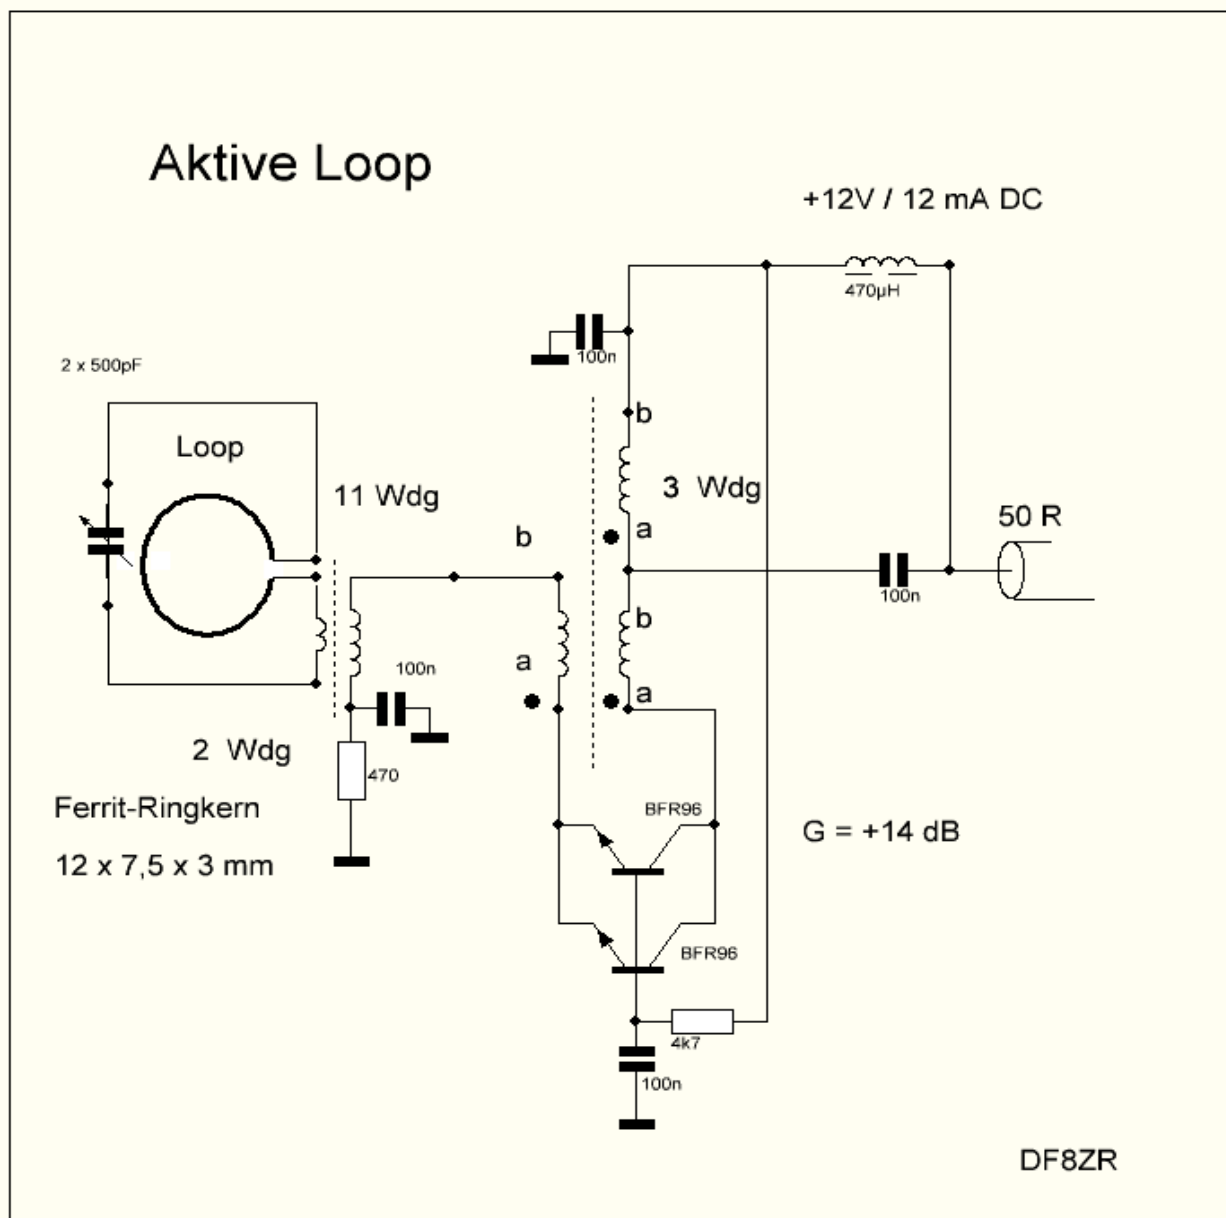 Aktive Loop
+12V / 12 mA DC
470µH
100n
2 x 500pF
b
Loop
11 Wdg
3 Wdg
a
b
50 R
100n
b
a
100n
a
2 Wdg
470
Ferrit-Ringkern
BFR96
G = +14 dB
12 x 7,5 x 3 mm
BFR96
4k7
100n
DF8ZR